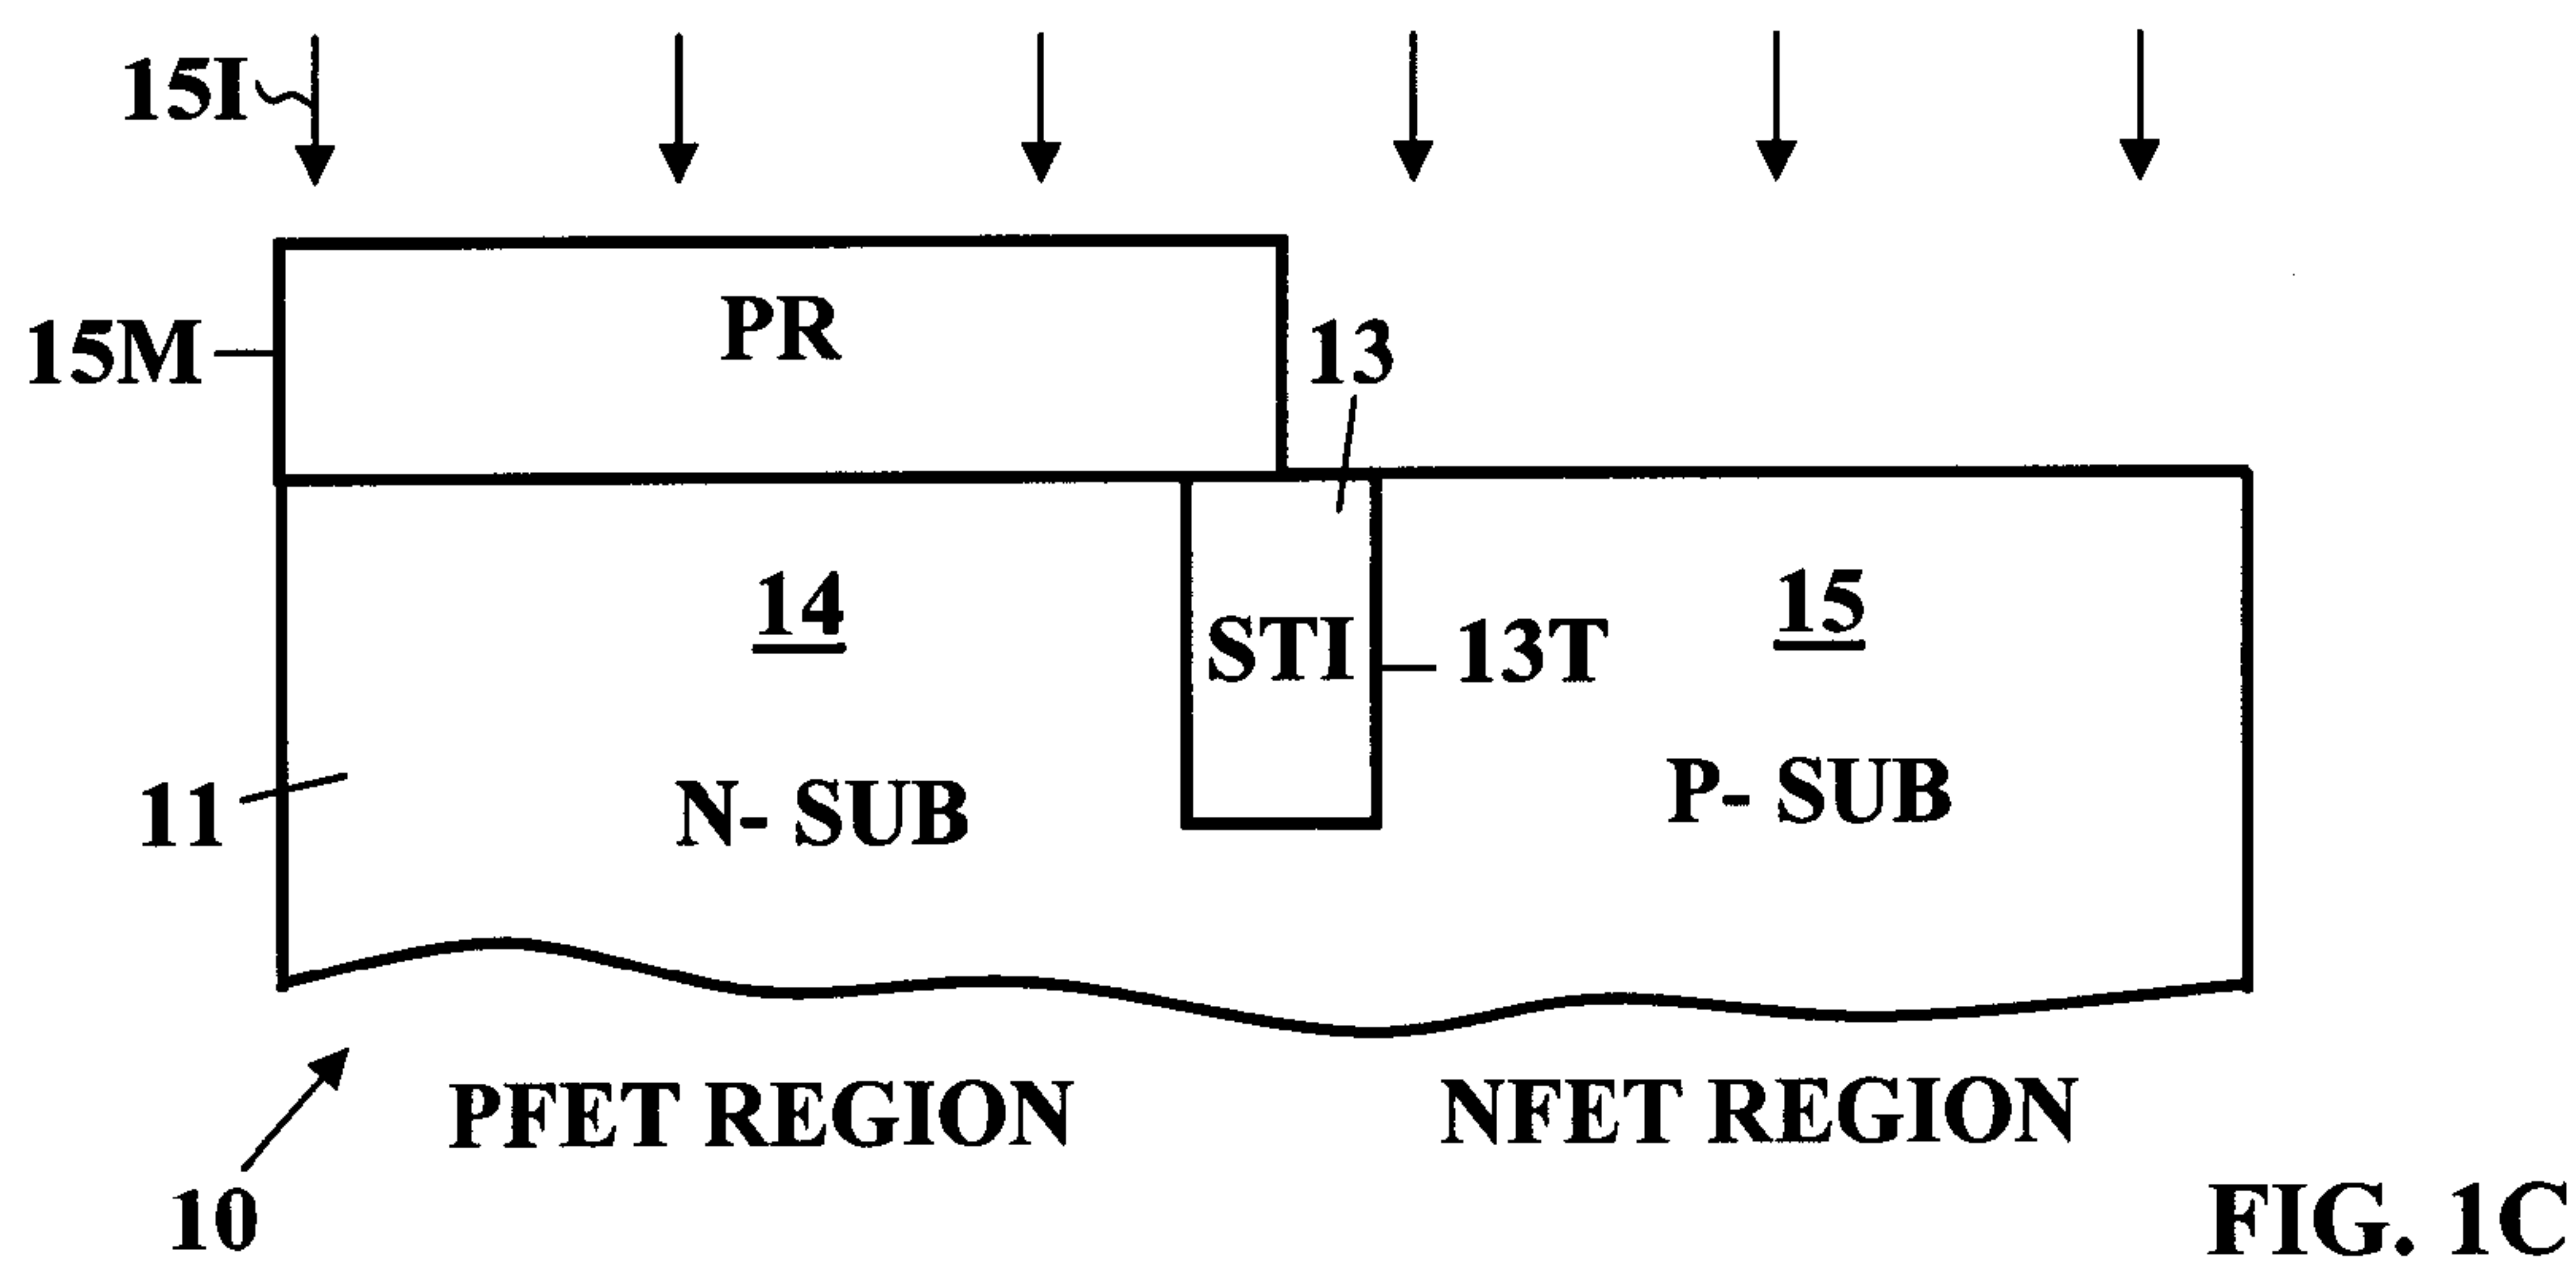 15I
PR
15M
13
14
15
STI
13T
11
N- SUB
P- SUB
PFET REGION
NFET REGION
10
FIG. 1C